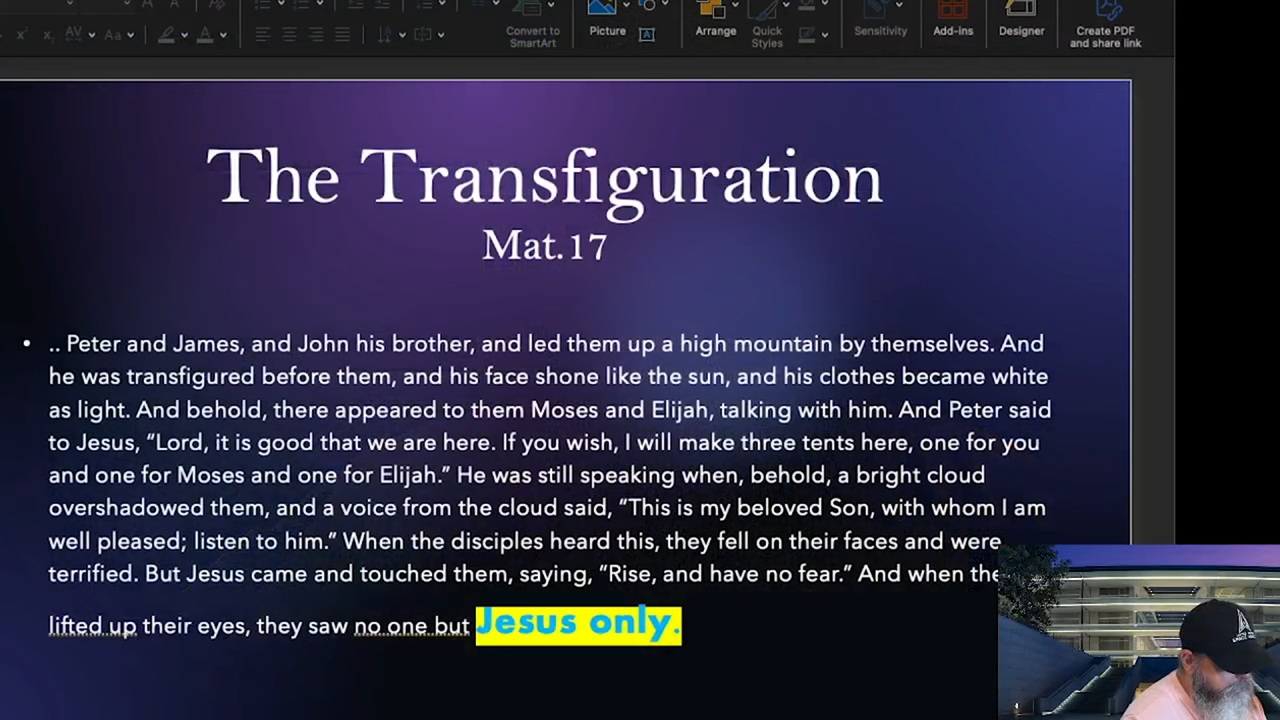 Aa
Convert to
SmartArt
Picture
Arrange
Quick
Styles
Sensitivity
Add-ins
Designer
Create PDF
and share link
The Transfiguration
Mat.17
• .. Peter and James, and John his brother, and led them up a high mountain by themselves. And
he was transfigured before them, and his face shone like the sun, and his clothes became white
as light. And behold, there appeared to them Moses and Elijah, talking with him. And Peter said
to Jesus, “Lord, it is good that we are here. If you wish, I will make three tents here, one for you
and one for Moses and one for Elijah.” He was still speaking when, behold, a bright cloud
overshadowed them, and a voice from the cloud said, “This is my beloved Son, with whom I am
well pleased; listen to him.” When the disciples heard this, they fell on their faces and were
terrified. But Jesus came and touched them, saying, “Rise, and have no fear.” And when the
lifted up their eyes, they saw no one but Jesus only.